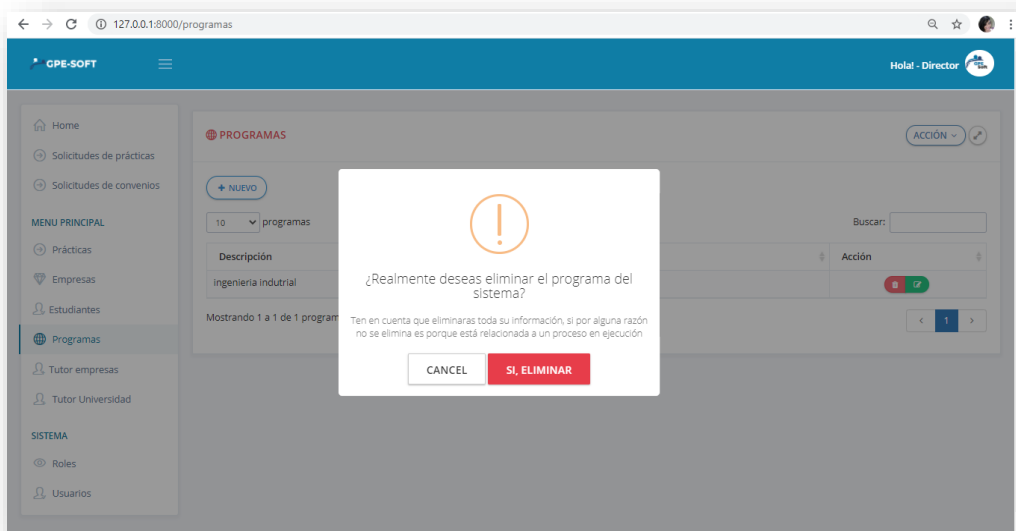 127.0.0.1:8000/programas
GPE-SOFT
Hola! - Director
Home
Solicitudes de prácticas
Solicitudes de convenios
MENU PRINCIPAL
Prácticas
Empresas
Estudiantes
Programas
Tutor empresas
Tutor Universidad
SISTEMA
Roles
Usuarios
PROGRAMAS
ACCIÓN
+ NUEVO
10 programas
Buscar:
Descripción
Acción
ingenieria indutrial
Mostrando 1 a 1 de 1 program
< 1 >
¿Realmente deseas eliminar el programa del
sistema?
Ten en cuenta que eliminaras toda su información, si por alguna razón
no se elimina es porque está relacionada a un proceso en ejecución
CANCEL
SI, ELIMINAR